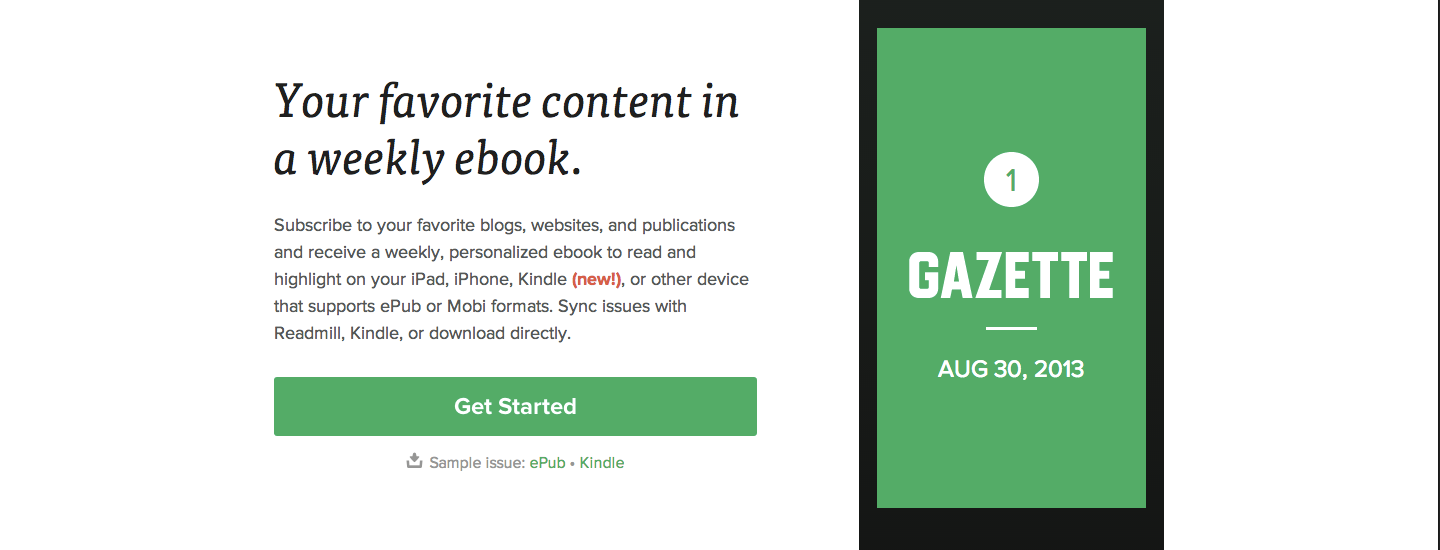 Your favorite content in
a weekly ebook.
Subscribe to your favorite blogs, websites, and publications
and receive a weekly, personalized ebook to read and
highlight on your iPad, iPhone, Kindle (new!), or other device
that supports ePub or Mobi formats. Sync issues with
Readmill, Kindle, or download directly.
Get Started
Sample issue: ePub • Kindle
1
GAZETTE
AUG 30, 2013